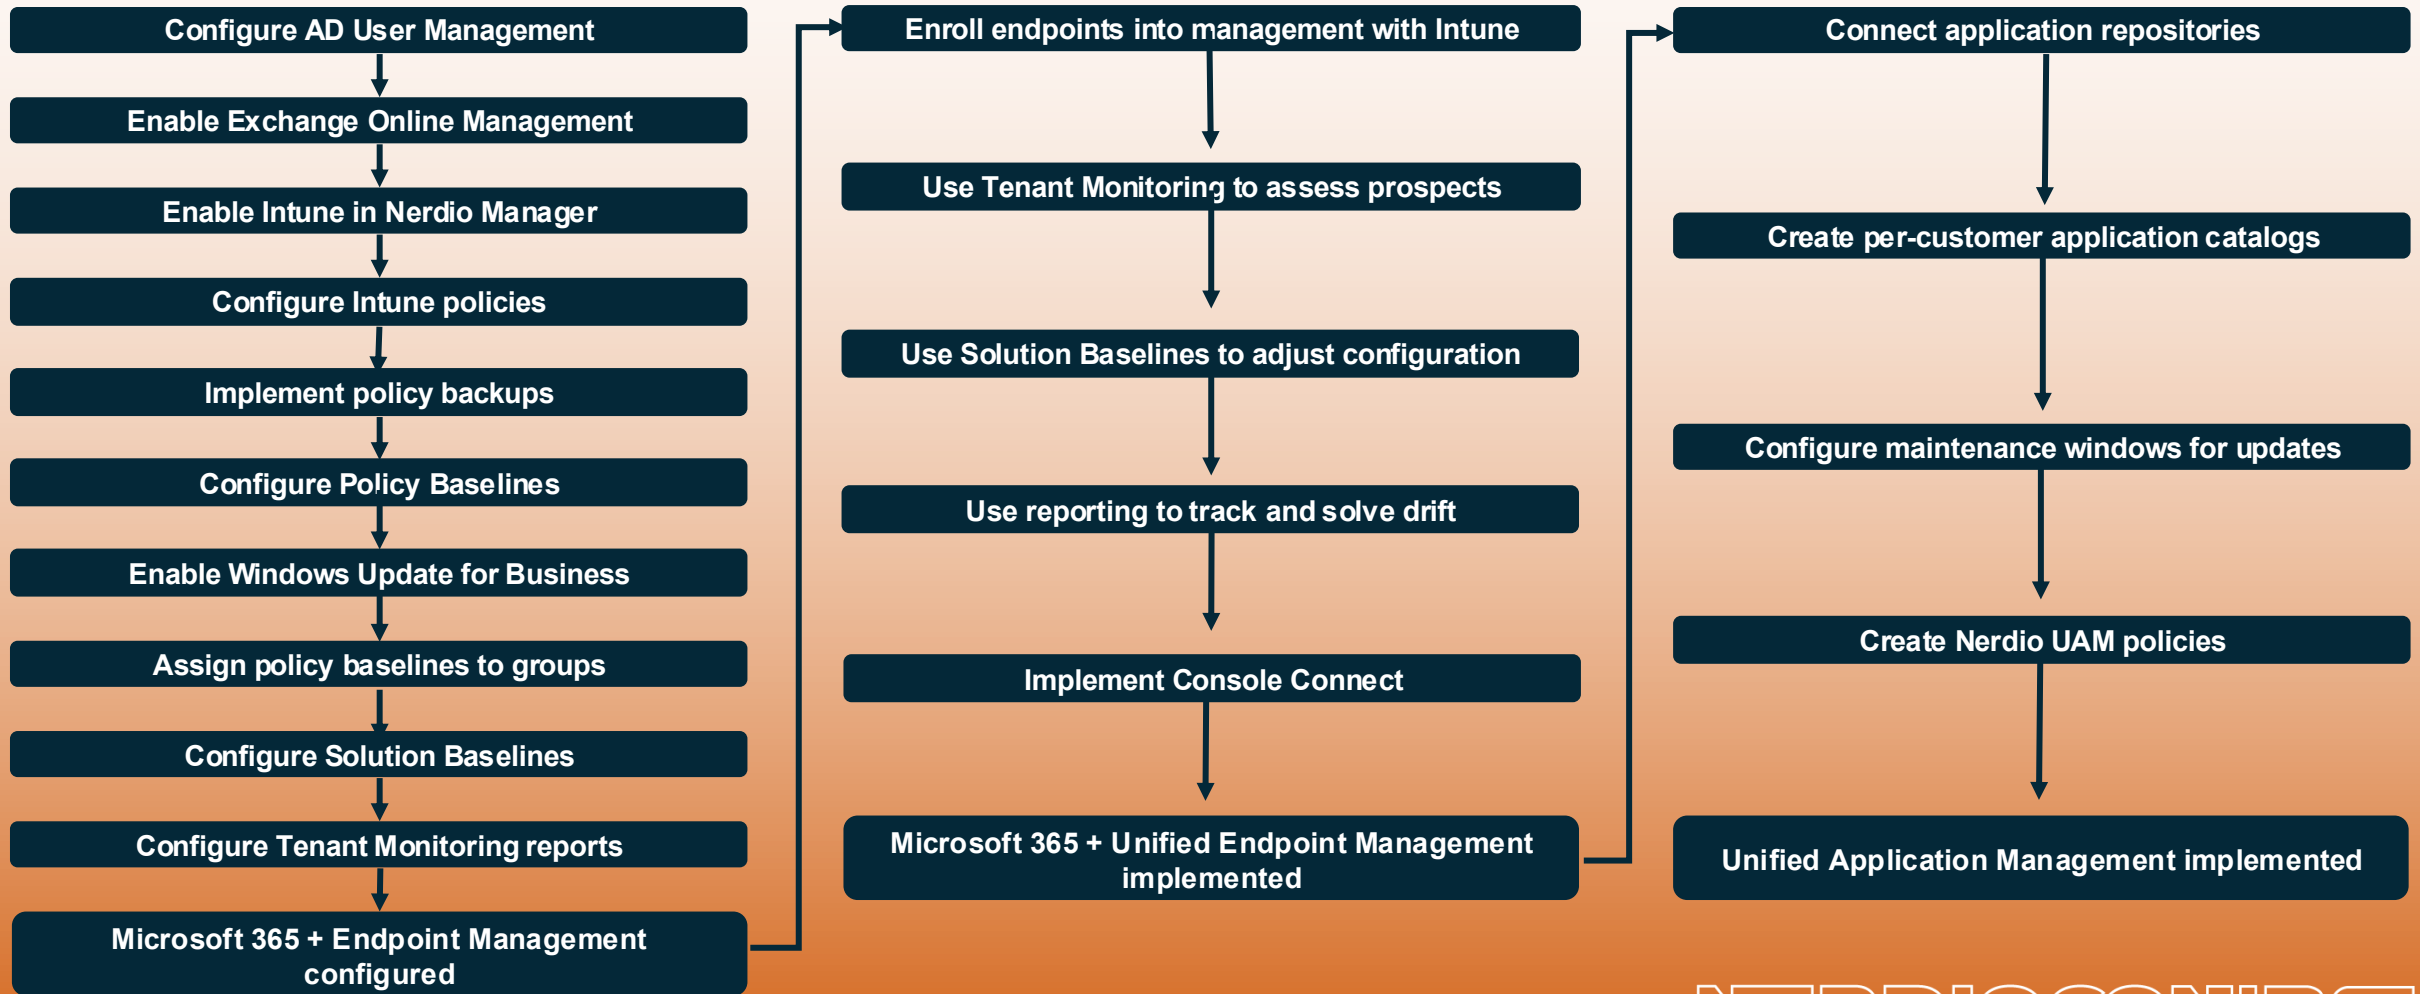 Configure AD User Management
Enable Exchange Online Management
Enable Intune in Nerdio Manager
Configure Intune policies
Implement policy backups
Configure Policy Baselines
Enable Windows Update for Business
Assign policy baselines to groups
Configure Solution Baselines
Configure Tenant Monitoring reports
Microsoft 365 + Endpoint Management
configured
Enroll endpoints into management with Intune
Use Tenant Monitoring to assess prospects
Use Solution Baselines to adjust configuration
Use reporting to track and solve drift
Implement Console Connect
Microsoft 365 + Unified Endpoint Management
implemented
Connect application repositories
Create per-customer application catalogs
Configure maintenance windows for updates
Create Nerdio UAM policies
Unified Application Management implemented